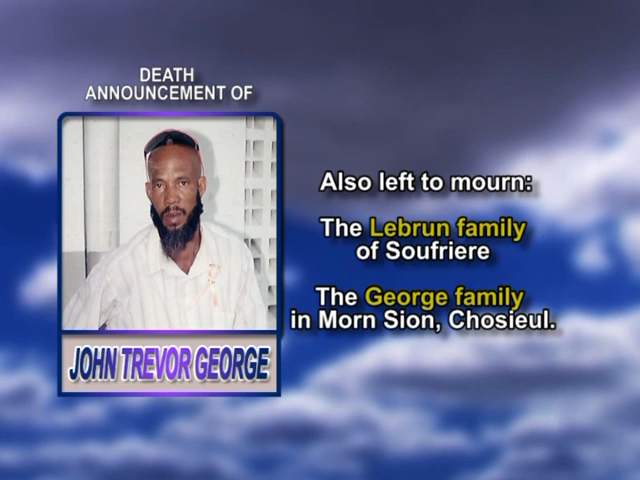 DEATH
ANNOUNCEMENT OF
JOHN TREVOR GEORGE
Also left to mourn:
The Lebrun family
of Soufriere
The George family
in Morn Sion, Chosieul.